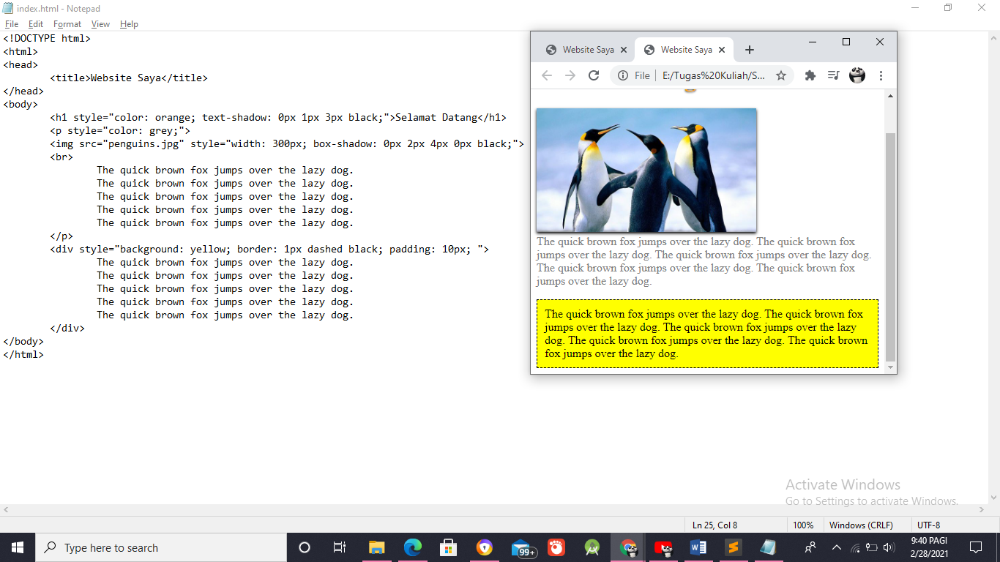 index.html - Notepad
File Edit Format View Help
<!DOCTYPE html>
<html>
<head>
<title>Website Saya</title>
</head>
<body>
<h1 style="color: orange; text-shadow: 0px 1px 3px black;">Selamat Datang</h1>
<p style="color: grey;">
<img src="penguins.jpg" style="width: 300px; box-shadow: 0px 2px 4px 0px black;">
<br>
The quick brown fox jumps over the lazy dog.
The quick brown fox jumps over the lazy dog.
The quick brown fox jumps over the lazy dog.
The quick brown fox jumps over the lazy dog.
The quick brown fox jumps over the lazy dog.
</p>
<div style="background: yellow; border: 1px dashed black; padding: 10px; ">
The quick brown fox jumps over the lazy dog.
The quick brown fox jumps over the lazy dog.
The quick brown fox jumps over the lazy dog.
The quick brown fox jumps over the lazy dog.
The quick brown fox jumps over the lazy dog.
</div>
</body>
</html>
Website Saya
Website Saya
File E:/Tugas%20Kuliah/S...
The quick brown fox jumps over the lazy dog. The quick brown fox
jumps over the lazy dog. The quick brown fox jumps over the lazy dog.
The quick brown fox jumps over the lazy dog. The quick brown fox
jumps over the lazy dog.
The quick brown fox jumps over the lazy dog. The quick brown fox
jumps over the lazy dog. The quick brown fox jumps over the lazy
dog. The quick brown fox jumps over the lazy dog. The quick brown
fox jumps over the lazy dog.
Activate Windows
Go to Settings to activate Windows.
Ln 25, Col 8 100% Windows (CRLF) UTF-8
Type here to search
99+
9:40 PAGI
2/28/2021